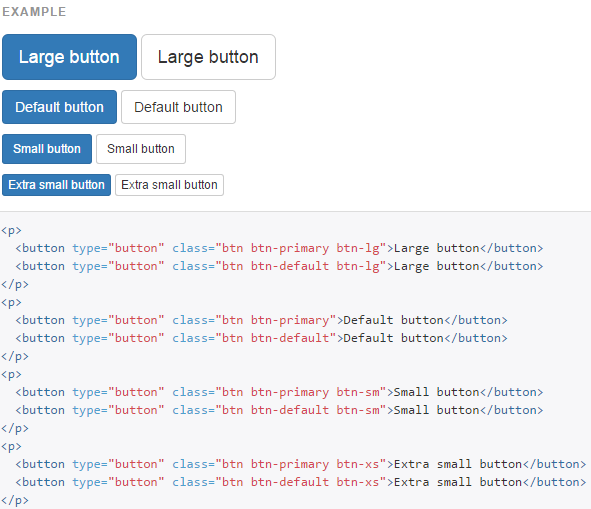 EXAMPLE
Large button Large button
Default button Default button
Small button Small button
Extra small button Extra small button
<p>
  <button type="button" class="btn btn-primary btn-lg">Large button</button>
  <button type="button" class="btn btn-default btn-lg">Large button</button>
</p>
<p>
  <button type="button" class="btn btn-primary">Default button</button>
  <button type="button" class="btn btn-default">Default button</button>
</p>
<p>
  <button type="button" class="btn btn-primary btn-sm">Small button</button>
  <button type="button" class="btn btn-default btn-sm">Small button</button>
</p>
<p>
  <button type="button" class="btn btn-primary btn-xs">Extra small button</button>
  <button type="button" class="btn btn-default btn-xs">Extra small button</button>
</p>